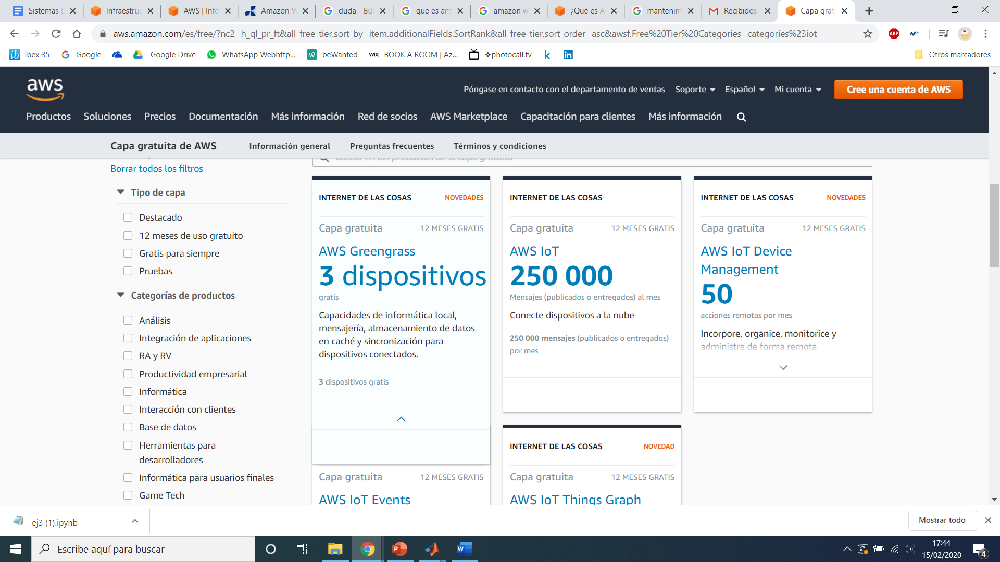 Sistemas D
Infraestruc
AWS | Info
Amazon W
duda - Bús
que es am
amazon w
¿Qué es A
mantenim
Recibidos
Capa grat
aws.amazon.com/es/free/?nc2=h_ql_pr_ft&all-free-tier.sort-by=item.additionalFields.SortRank&all-free-tier.sort-order=asc&awsf.Free%20Tier%20Categories=categories%23iot
ABP
Ibex 35
Google
Google Drive
WhatsApp Webhttp...
beWanted
WIX BOOK A ROOM | Az...
❖photocall.tv
k
in
Otros marcadores
aws
Póngase en contacto con el departamento de ventas
Soporte
Español
Mi cuenta
Cree una cuenta de AWS
Productos
Soluciones
Precios
Documentación
Más información
Red de socios
AWS Marketplace
Capacitación para clientes
Más información
Capa gratuita de AWS
Información general
Preguntas frecuentes
Términos y condiciones
Buscar en los productos de la capa gratuita
Borrar todos los filtros
Tipo de capa
Destacado
12 meses de uso gratuito
Gratis para siempre
Pruebas
Categorías de productos
Análisis
Integración de aplicaciones
RA y RV
Productividad empresarial
Informática
Interacción con clientes
Base de datos
Herramientas para
desarrolladores
Informática para usuarios finales
Game Tech
INTERNET DE LAS COSAS
NOVEDADES
Capa gratuita
12 MESES GRATIS
AWS Greengrass
3 dispositivos
gratis
Capacidades de informática local,
mensajería, almacenamiento de datos
en caché y sincronización para
dispositivos conectados.
3 dispositivos gratis
INTERNET DE LAS COSAS
Capa gratuita
12 MESES GRATIS
AWS IoT
250 000
Mensajes (publicados o entregados) al mes
Conecte dispositivos a la nube
250 000 mensajes (publicados o entregados)
por mes
INTERNET DE LAS COSAS
NOVEDADES
Capa gratuita
12 MESES GRATIS
AWS IoT Device
Management
50
acciones remotas por mes
Incorpore, organice, monitorice y
administre de forma remota
Capa gratuita
12 MESES GRATIS
AWS IoT Events
INTERNET DE LAS COSAS
NOVEDAD
Capa gratuita
12 MESES GRATIS
AWS IoT Things Graph
ej3 (1).ipynb
Mostrar todo
Escribe aquí para buscar
17:44
15/02/2020
4